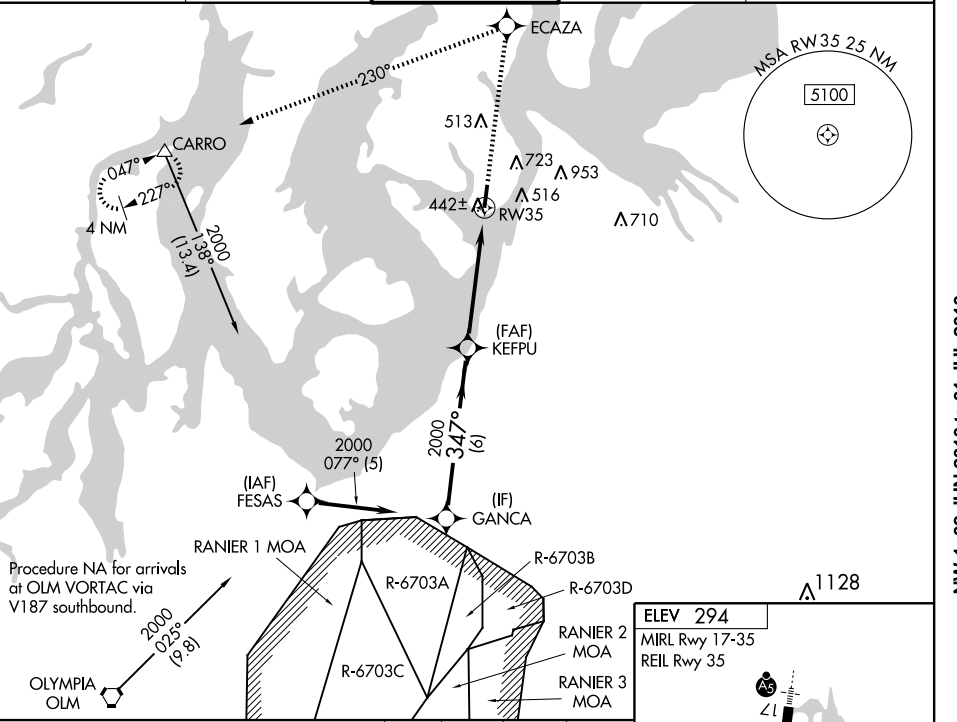 ECAZA
MSA RW35 25 NM
5100
230°
513
CARRO
723
953
047°
227°
516
442±
RW35
4 NM
710
2000
138°
(13.4)
(FAF)
KEFPU
2000
347°
(6)
2000
077° (5)
(IAF)
FESAS
(IF)
GANCA
RANIER 1 MOA
R-6703B
Procedure NA for arrivals
at OLM VORTAC via
V187 southbound.
R-6703A
R-6703D
1128
2000
025°
(9.8)
ELEV 294
MIRL Rwy 17-35
REIL Rwy 35
RANIER 2
MOA
R-6703C
RANIER 3
MOA
OLYMPIA
OLM
A5
17